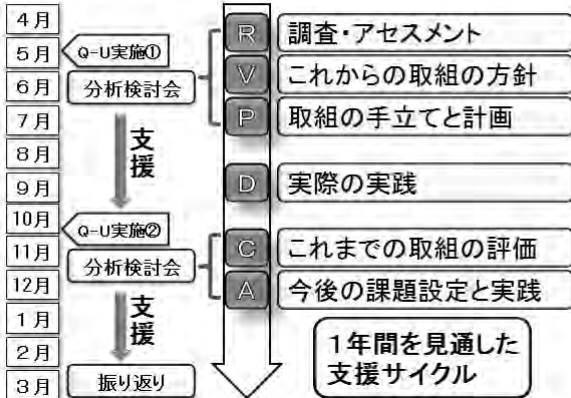 4月
5月
6月
7月
8月
9月
10月
11月
12月
1月
2月
3月
Q-U実施①
分析検討会
支援
Q-U実施②
分析検討会
支援
振り返り
R 調査・アセスメント
V これからの取組の方針
P 取組の手立てと計画
D 実際の実践
C これまでの取組の評価
A 今後の課題設定と実践
1年間を見通した
支援サイクル